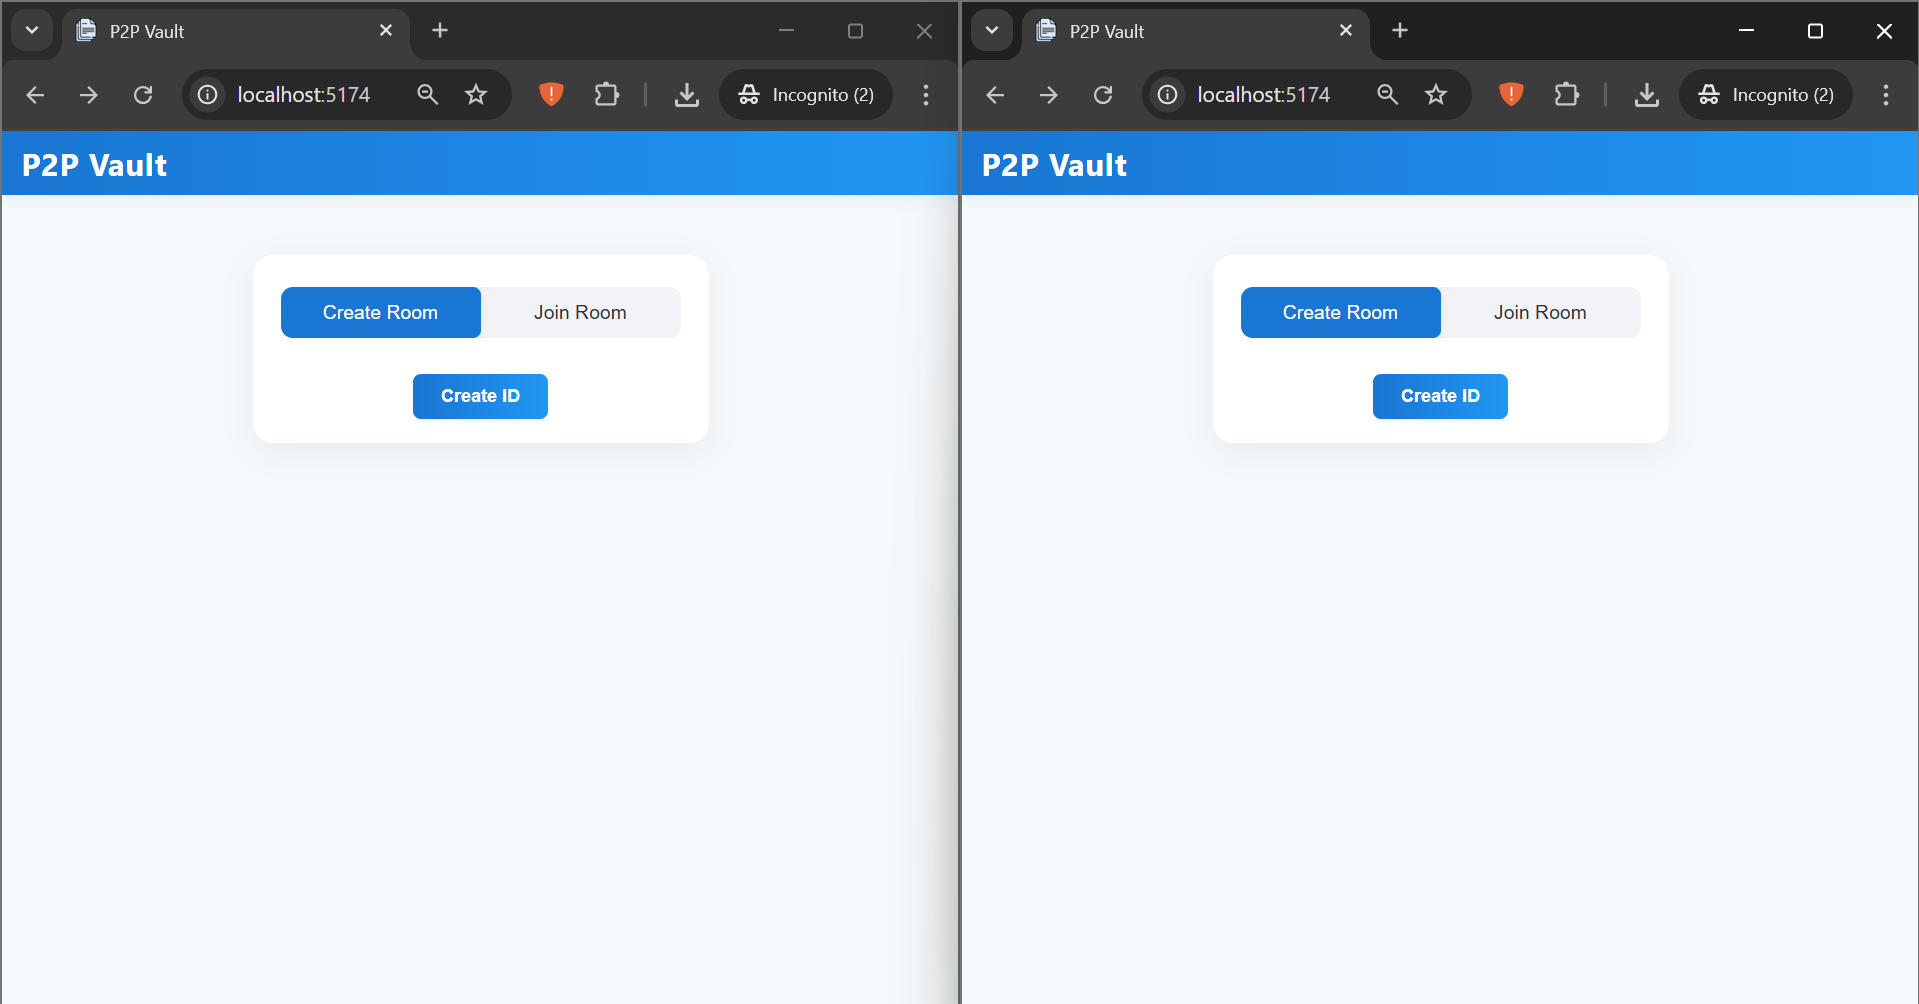 P2P Vault
localhost:5174
Incognito (2)
P2P Vault
Create Room
Join Room
Create ID
P2P Vault
localhost:5174
Incognito (2)
P2P Vault
Create Room
Join Room
Create ID